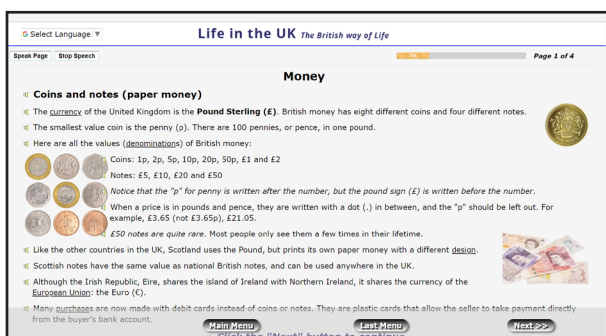 G Select Language ▼
Life in the UK The British way of Life
Speak Page Stop Speech
Page 1 of 4
Money
Coins and notes (paper money)
The currency of the United Kingdom is the Pound Sterling (£). British money has eight different coins and four different notes.
The smallest value coin is the penny (p). There are 100 pennies, or pence, in one pound.
Here are all the values (denominations) of British money:
Coins: 1p, 2p, 5p, 10p, 20p, 50p, £1 and £2
Notes: £5, £10, £20 and £50
Notice that the "p" for penny is written after the number, but the pound sign (£) is written before the number.
When a price is in pounds and pence, they are written with a dot (.) in between, and the "p" should be left out. For
example, £3.65 (not £3.65p), £21.05.
£50 notes are quite rare. Most people only see them a few times in their lifetime.
Like the other countries in the UK, Scotland uses the Pound, but prints its own paper money with a different design.
Scottish notes have the same value as national British notes, and can be used anywhere in the UK.
Although the Irish Republic, Eire, shares the island of Ireland with Northern Ireland, it shares the currency of the
European Union: the Euro (€).
Many purchases are now made with debit cards instead of coins or notes. They are plastic cards that allow the seller to take payment directly
from the buyer's bank account.
Main Menu Last Menu Next >>
Click the "Next" button to continue